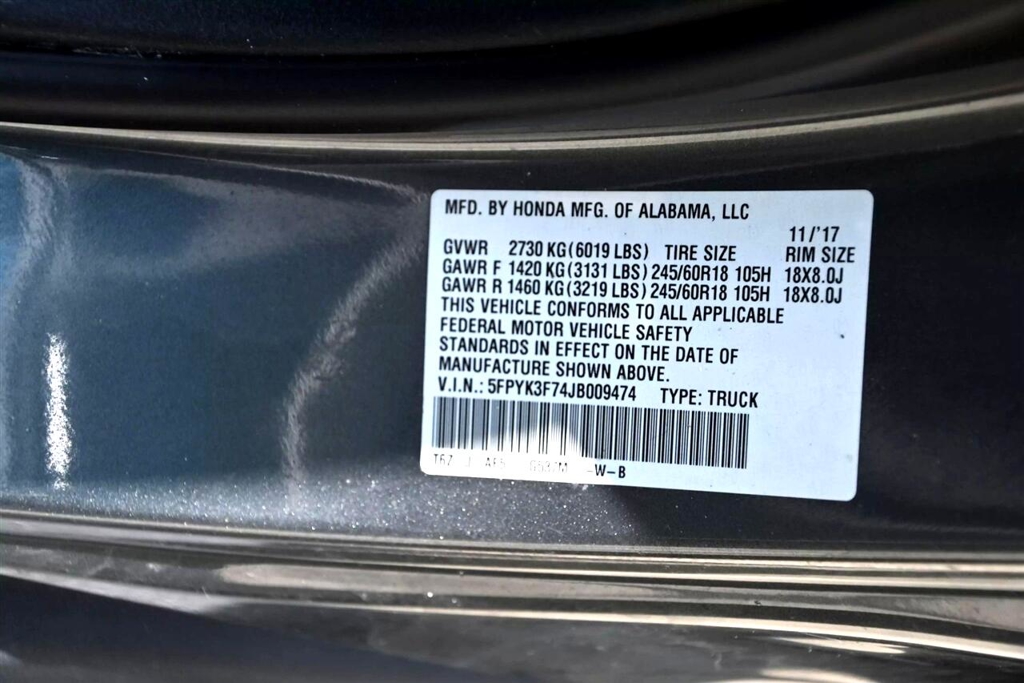 MFD. BY HONDA MFG. OF ALABAMA, LLC
11/'17
GVWR 2730 KG (6019 LBS) TIRE SIZE RIM SIZE
GAWR F 1420 KG (3131 LBS) 245/60R18 105H 18X8.0J
GAWR R 1460 KG (3219 LBS) 245/60R18 105H 18X8.0J
THIS VEHICLE CONFORMS TO ALL APPLICABLE
FEDERAL MOTOR VEHICLE SAFETY
STANDARDS IN EFFECT ON THE DATE OF
MANUFACTURE SHOWN ABOVE.
V.I.N.: 5FPYK3F74JB009474 TYPE: TRUCK
-W-B